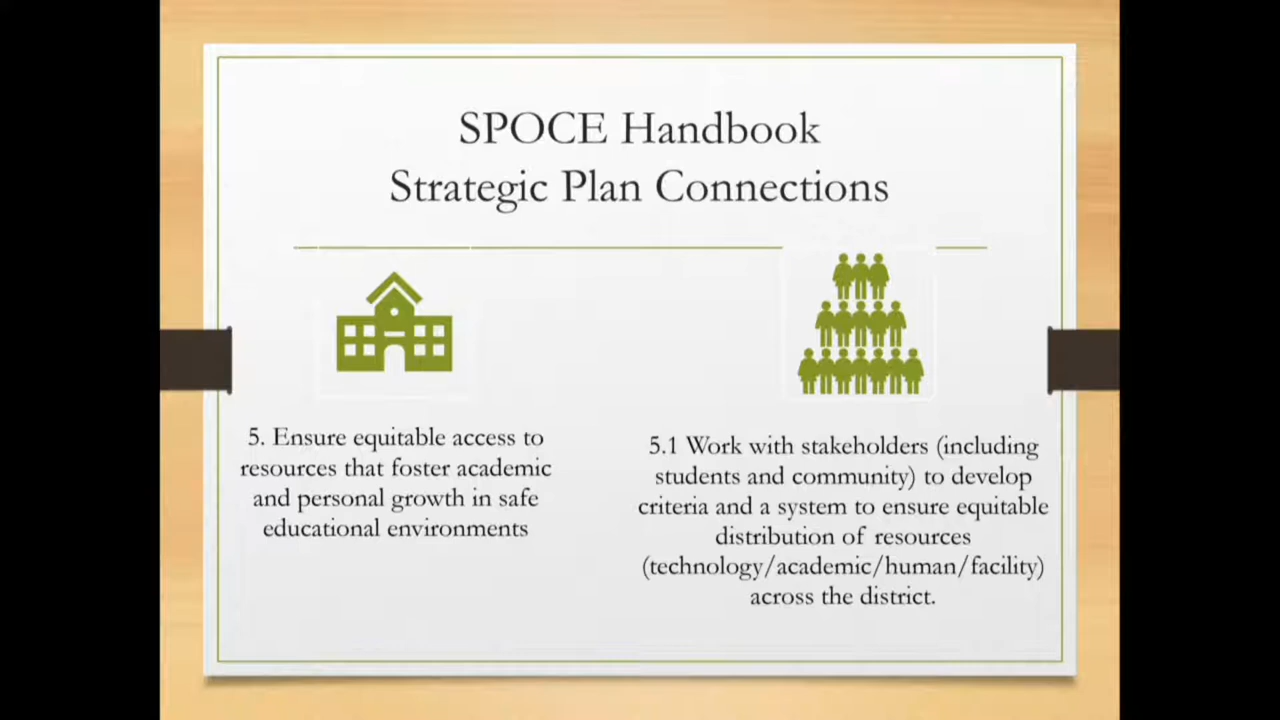 SPOCE Handbook
Strategic Plan Connections
5. Ensure equitable access to
resources that foster academic
and personal growth in safe
educational environments
5.1 Work with stakeholders (including
students and community) to develop
criteria and a system to ensure equitable
distribution of resources
(technology/academic/human/facility)
across the district.